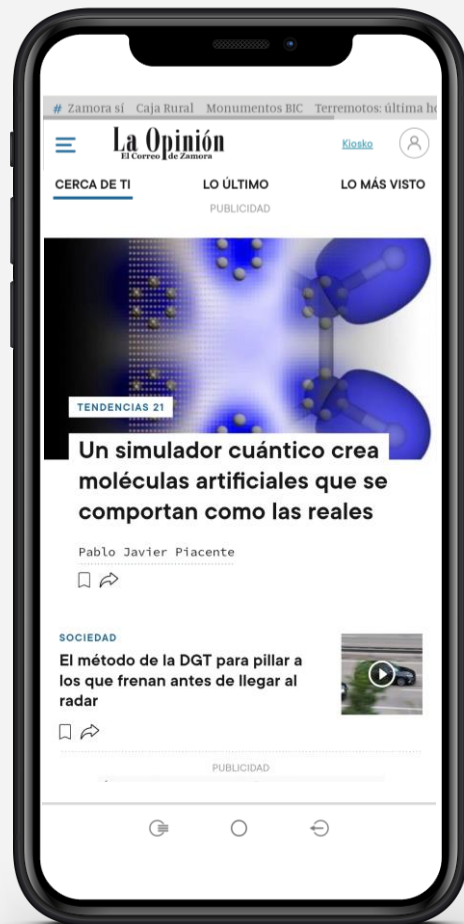 # Zamora sí Caja Rural Monumentos BIC Terremotos: última
La Opinión
El Correo de Zamora
Kiosko
CERCA DE TI LO ÚLTIMO LO MÁS VISTO
PUBLICIDAD
TENDENCIAS 21
Un simulador cuántico crea
moléculas artificiales que se
comportan como las reales
Pablo Javier Piacente
SOCIEDAD
El método de la DGT para pillar a
los que frenan antes de llegar al
radar
PUBLICIDAD